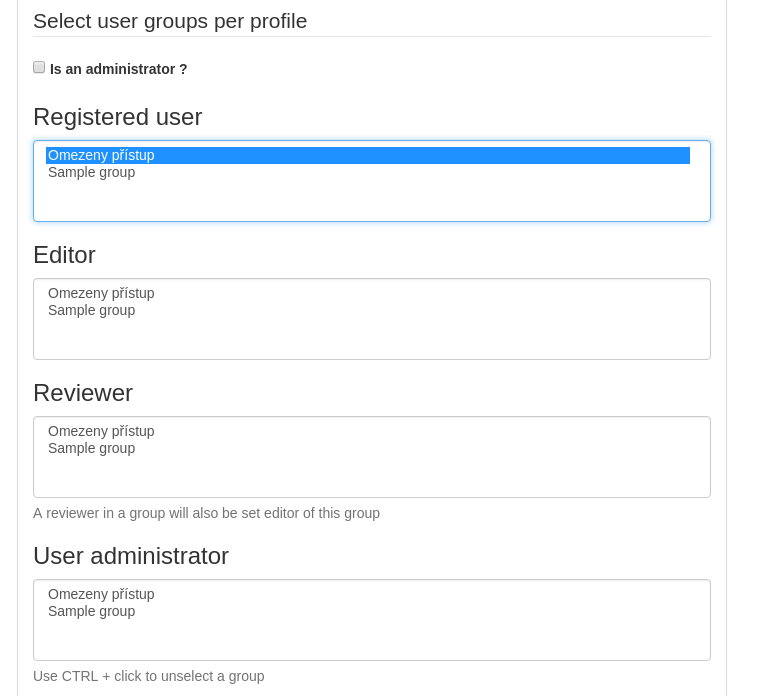 Select user groups per profile
Is an administrator ?
Registered user
Omezeny přístup
Sample group
Editor
Omezeny přístup
Sample group
Reviewer
Omezeny přístup
Sample group
A reviewer in a group will also be set editor of this group
User administrator
Omezeny přístup
Sample group
Use CTRL + click to unselect a group